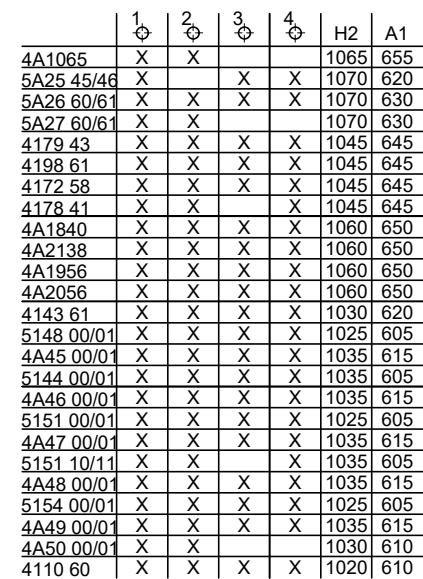 1 2 3 4 H2 A1
4A1065 X X 1065 655
5A25 45/46 X X X 1070 620
5A26 60/61 X X X X 1070 630
5A27 60/61 X X 1070 630
4179 43 X X X X 1045 645
4198 61 X X X X 1045 645
4172 58 X X X X 1045 645
4178 41 X X X 1045 645
4A1840 X X X X 1060 650
4A2138 X X X X 1060 650
4A1956 X X X X 1060 650
4A2056 X X X X 1060 650
4143 61 X X X X 1030 620
5148 00/01 X X X X 1025 605
4A45 00/01 X X X X 1035 615
5144 00/01 X X X X 1035 605
4A46 00/01 X X X X 1035 615
5151 00/01 X X X X 1025 605
4A47 00/01 X X X X 1035 615
5151 10/11 X X X 1035 605
4A48 00/01 X X X X 1035 615
5154 00/01 X X X X 1025 605
4A49 00/01 X X X X 1035 615
4A50 00/01 X X 1030 610
4110 60 X X X X 1020 610